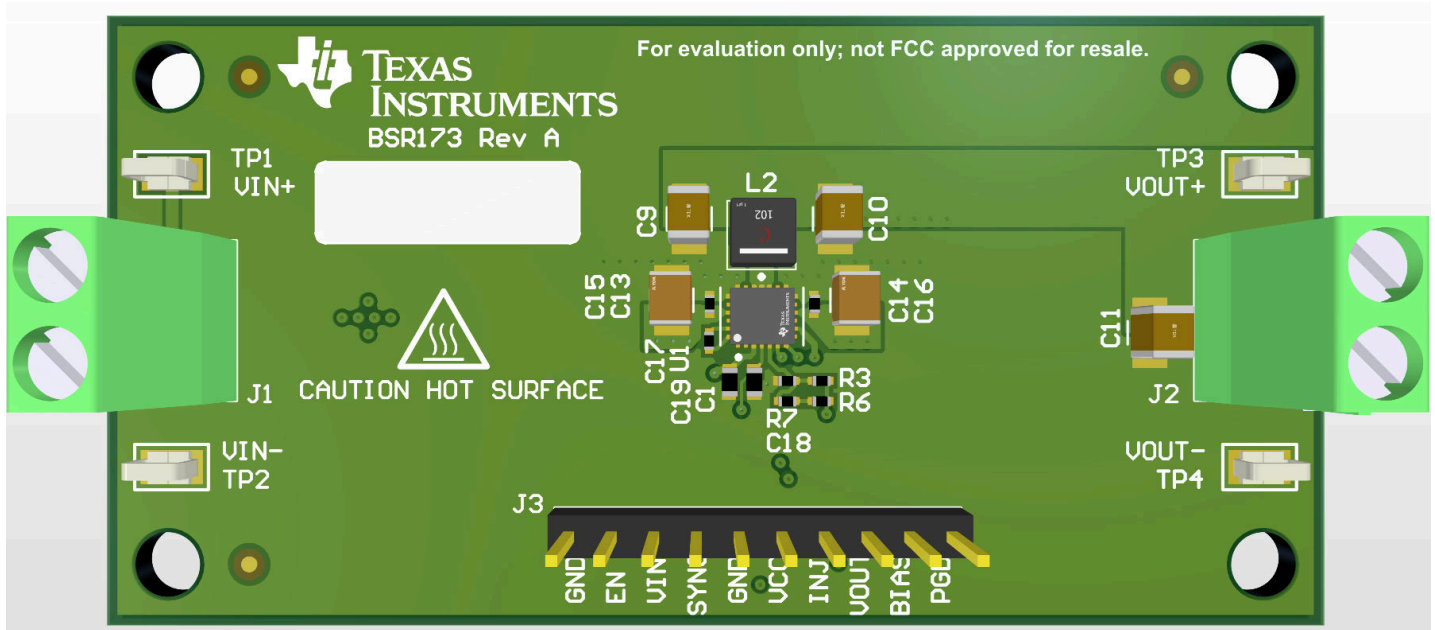 For evaluation only; not FCC approved for resale.
TEXAS
INSTRUMENTS
BSR173 Rev A
TP1
VIN+
TP3
VOUT+
L2
102
C9
C10
C15
C13
C14
C16
C11
C17
U1
TEXAS
INSTRUMENTS
C19
C1
R3
R6
R7
C18
J1
J2
CAUTION HOT SURFACE
VIN-
TP2
VOUT-
TP4
J3
GND
EN
VIN
SYNC
GND
VCC
INJ
VOUT
BIAS
PGD